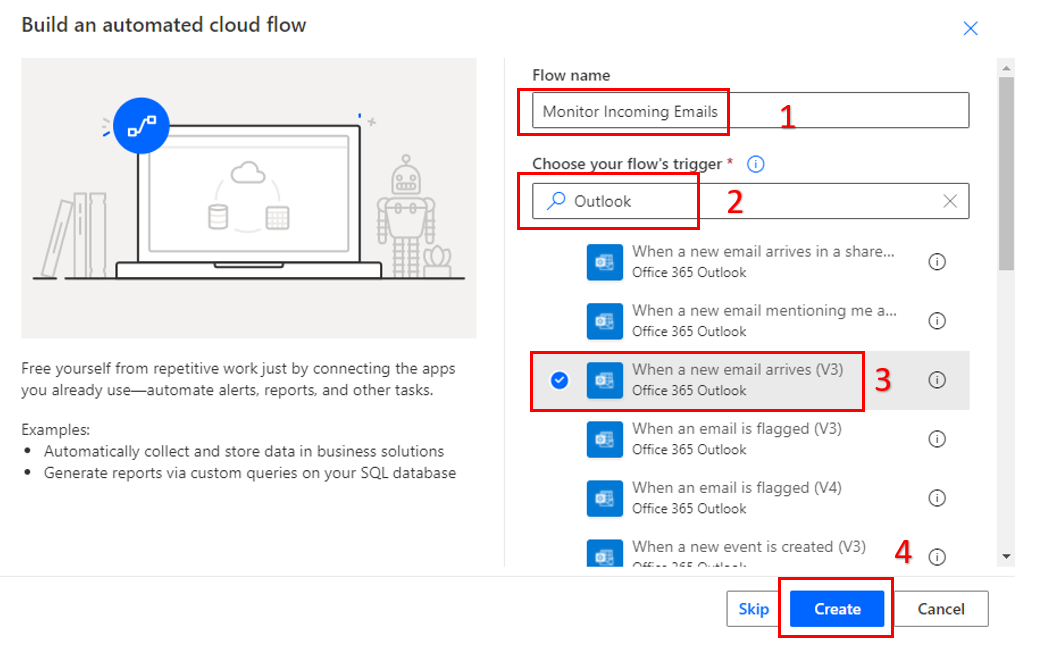 Build an automated cloud flow
Free yourself from repetitive work just by connecting the apps
you already use—automate alerts, reports, and other tasks.
Examples:
• Automatically collect and store data in business solutions
• Generate reports via custom queries on your SQL database
Flow name
Monitor Incoming Emails
1
Choose your flow's trigger *
Outlook
2
When a new email arrives in a share...
Office 365 Outlook
When a new email mentioning me a...
Office 365 Outlook
When a new email arrives (V3)
Office 365 Outlook
3
When an email is flagged (V3)
Office 365 Outlook
When an email is flagged (V4)
Office 365 Outlook
When a new event is created (V3)
Office 365 Outlook
4
Skip
Create
Cancel